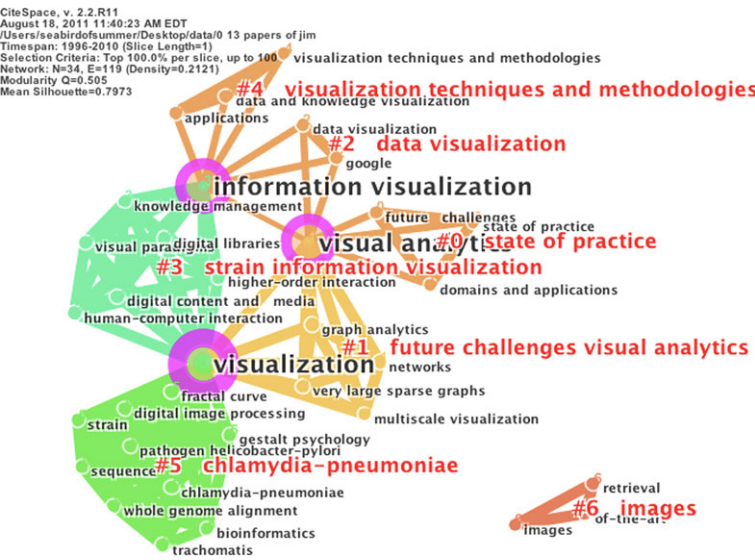 CiteSpace, v. 2.2.R11
August 18, 2011 11:40:23 AM EDT
/Users/seabirdofsummer/Desktop/data/0 13 papers of jim
Timespan: 1996-2010 (Slice Length=1)
Selection Criteria: Top 100.0% per slice, up to 100
Network: N=34, E=119 (Density=0.2121)
Modularity Q=0.505
Mean Silhouette=0.7973
visualization techniques and methodologies
#4 visualization techniques and methodologies
data and knowledge visualization
applications
data visualization
#2 data visualization
google
information visualization
knowledge management
future challenges
state of practice
visual digital libraries
visual analytics
#0 state of practice
#3 strain information visualization
higher-order interaction
domains and applications
digital content and media
human-computer interaction
graph analytics
#1 future challenges visual analytics
visualization
networks
fractal curve
very large sparse graphs
digital image processing
multiscale visualization
strain
gestalt psychology
pathogen helicobacter-pylori
sequence
#5 chlamydia-pneumoniae
chlamydia-pneumoniae
retrieval
whole genome alignment
#6 images
of-the-art
images
bioinformatics
trachomatis